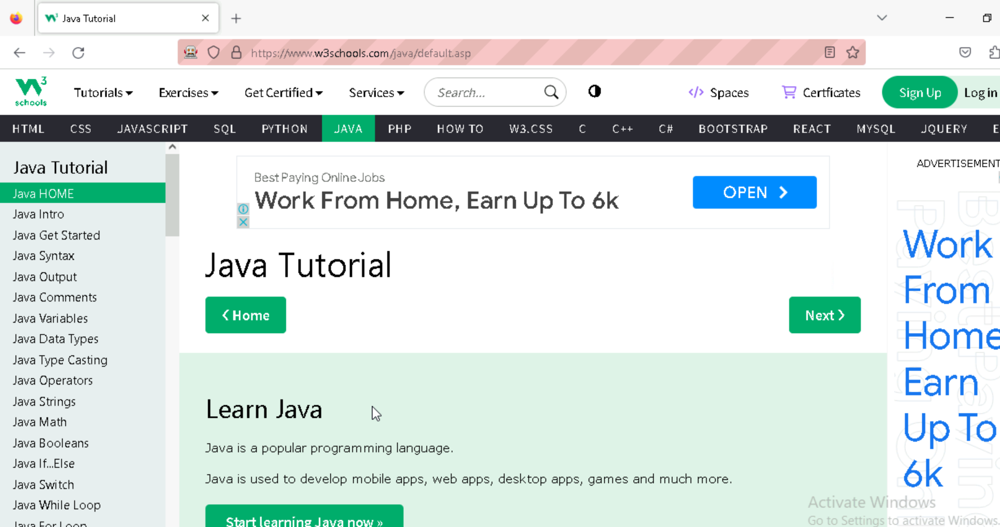 Java Tutorial
https://www.w3schools.com/java/default.asp
W3 schools
Tutorials
Exercises
Get Certified
Services
Search...
Spaces
Certficates
Sign Up
Log in
HTML CSS JAVASCRIPT SQL PYTHON JAVA PHP HOW TO W3.CSS C C++ C# BOOTSTRAP REACT MYSQL JQUERY E
Java Tutorial
Java HOME
Java Intro
Java Get Started
Java Syntax
Java Output
Java Comments
Java Variables
Java Data Types
Java Type Casting
Java Operators
Java Strings
Java Math
Java Booleans
Java If...Else
Java Switch
Java While Loop
Java For Loop
Best Paying Online Jobs
Work From Home, Earn Up To 6k
OPEN
Java Tutorial
❮ Home
Next ❯
Learn Java
Java is a popular programming language.
Java is used to develop mobile apps, web apps, desktop apps, games and much more.
Start learning Java now »
ADVERTISEMENT
Work
From
Home
Earn
Up To
6k
Best Paying
Activate Windows
Go to Settings to activate Windows.